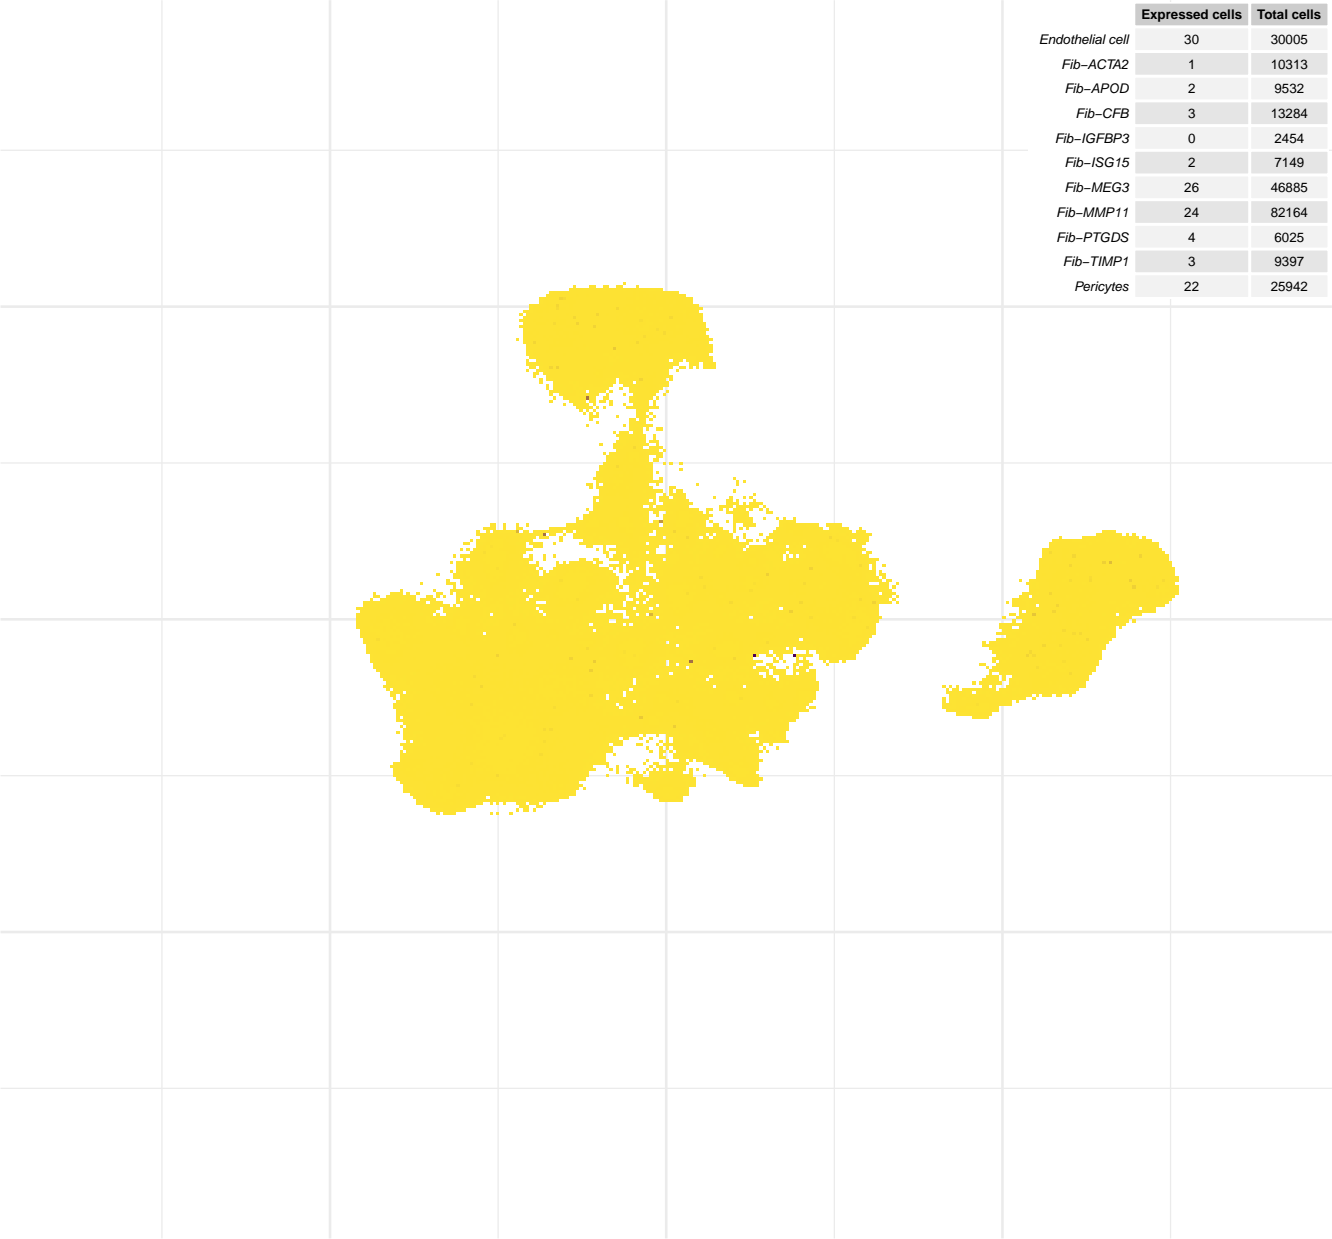 Expressed cells Total cells
Endothelial cell 30 30005
Fib−ACTA2 1 10313
Fib−APOD 2 9532
Fib−CFB 3 13284
Fib−IGFBP3 0 2454
Fib−ISG15 2 7149
Fib−MEG3 26 46885
Fib−MMP11 24 82164
Fib−PTGDS 4 6025
Fib−TIMP1 3 9397
Pericytes 22 25942